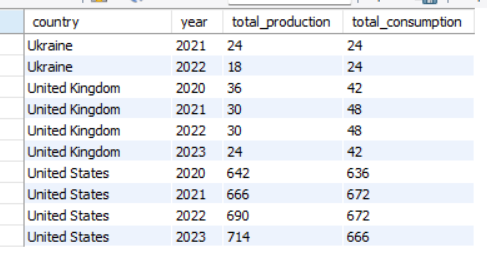 country year total_production total_consumption
Ukraine 2021 24 24
Ukraine 2022 18 24
United Kingdom 2020 36 42
United Kingdom 2021 30 48
United Kingdom 2022 30 48
United Kingdom 2023 24 42
United States 2020 642 636
United States 2021 666 672
United States 2022 690 672
United States 2023 714 666